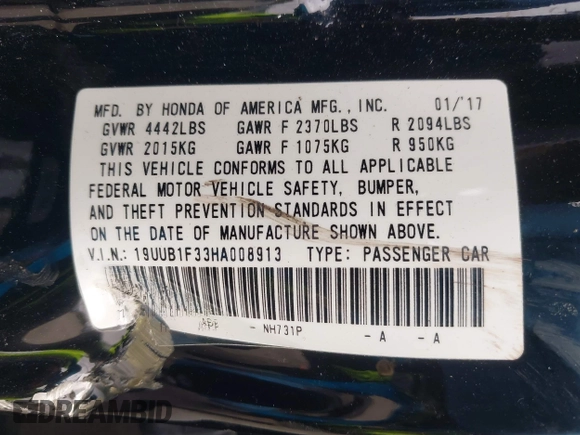 MFD. BY HONDA OF AMERICA MFG., INC. 01/'17
GVWR 4442LBS GAWR F 2370LBS R 2094LBS
GVWR 2015KG GAWR F 1075KG R 950KG
THIS VEHICLE CONFORMS TO ALL APPLICABLE
FEDERAL MOTOR VEHICLE SAFETY, BUMPER,
AND THEFT PREVENTION STANDARDS IN EFFECT
ON THE DATE OF MANUFACTURE SHOWN ABOVE.
V.I.N.: 19UUB1F33HA008913 TYPE: PASSENGER CAR
- NH731P - A - A
DREAMBID